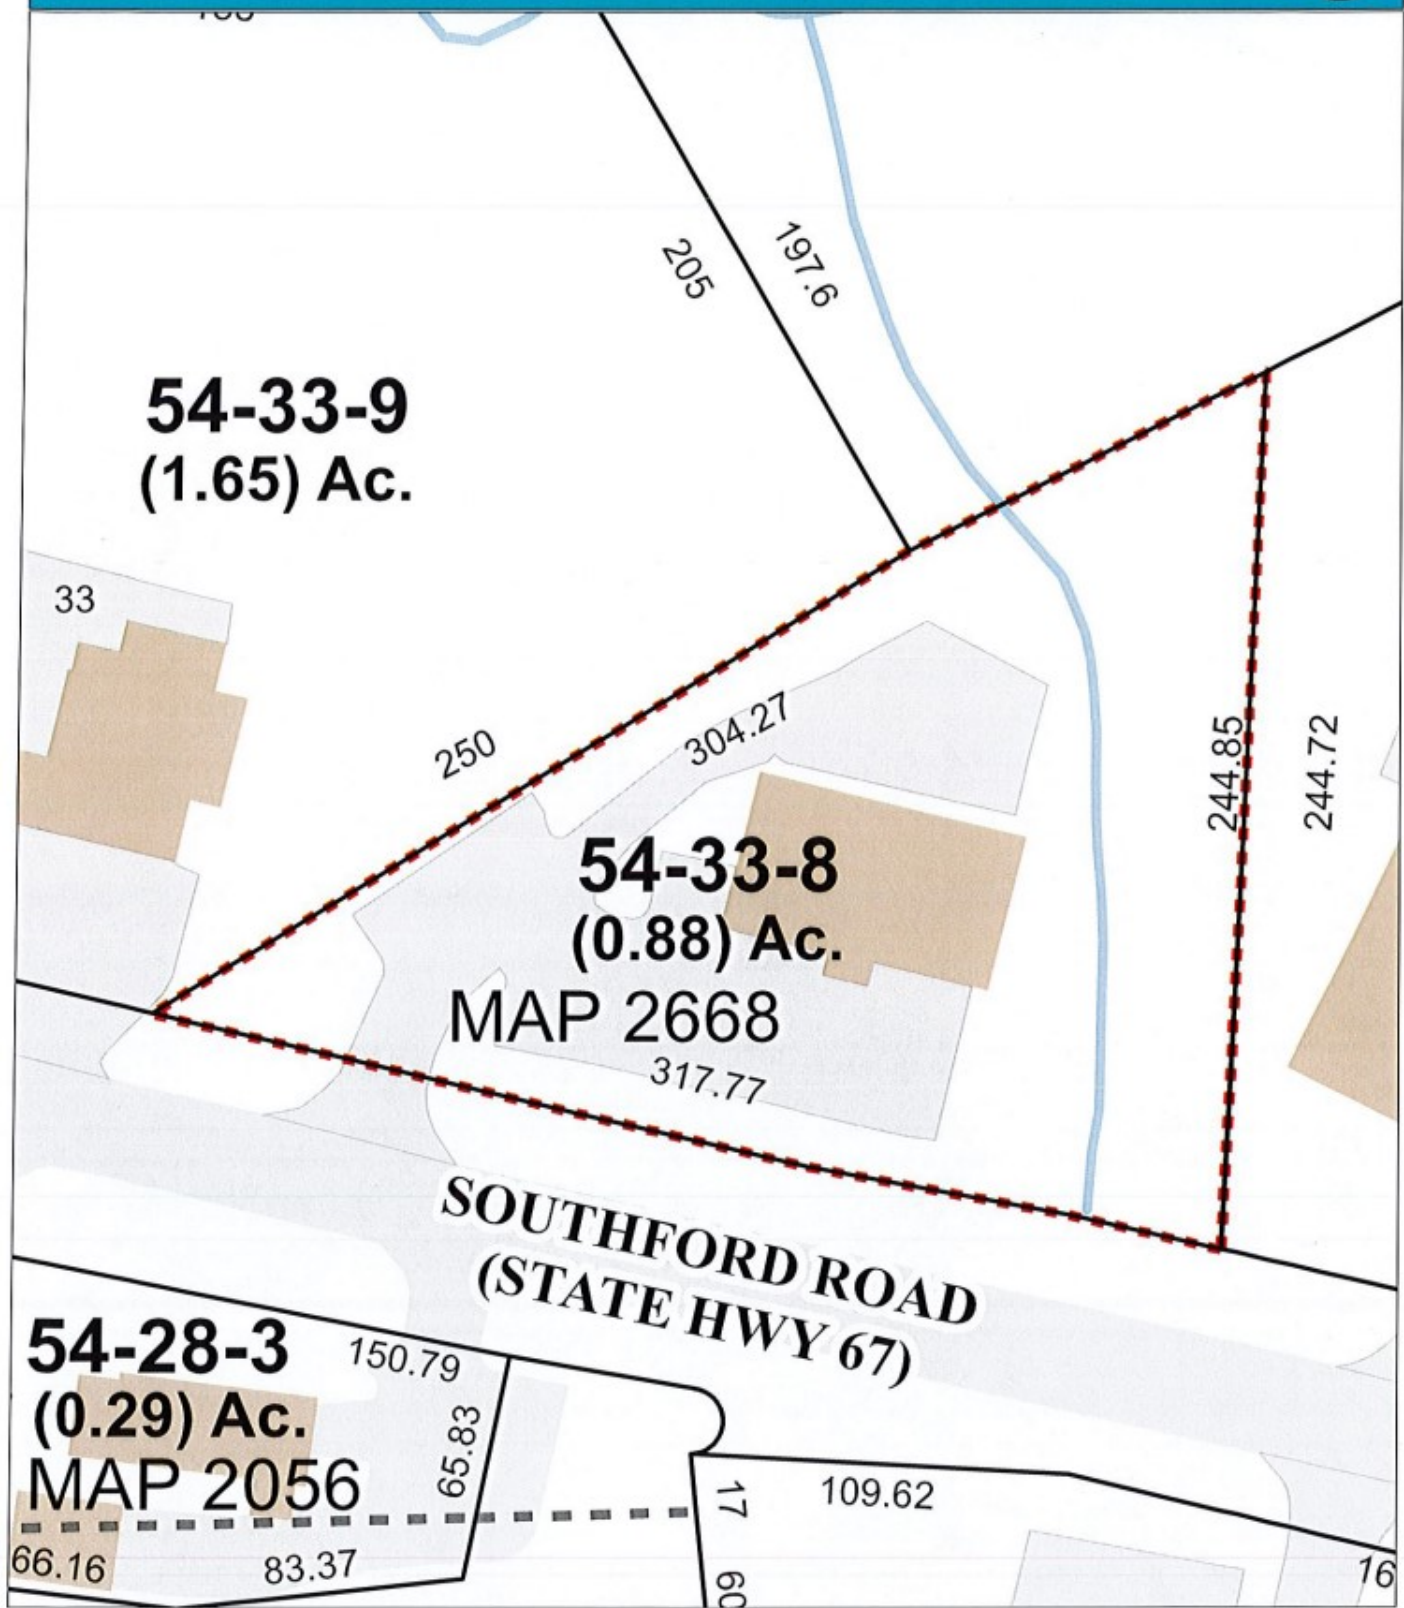 205
197.6
54-33-9
(1.65) Ac.
33
250
304.27
244.85
244.72
54-33-8
(0.88) Ac.
MAP 2668
317.77
SOUTHFORD ROAD
(STATE HWY 67)
54-28-3
(0.29) Ac.
MAP 2056
150.79
65.83
17
109.62
66.16
83.37
60
16